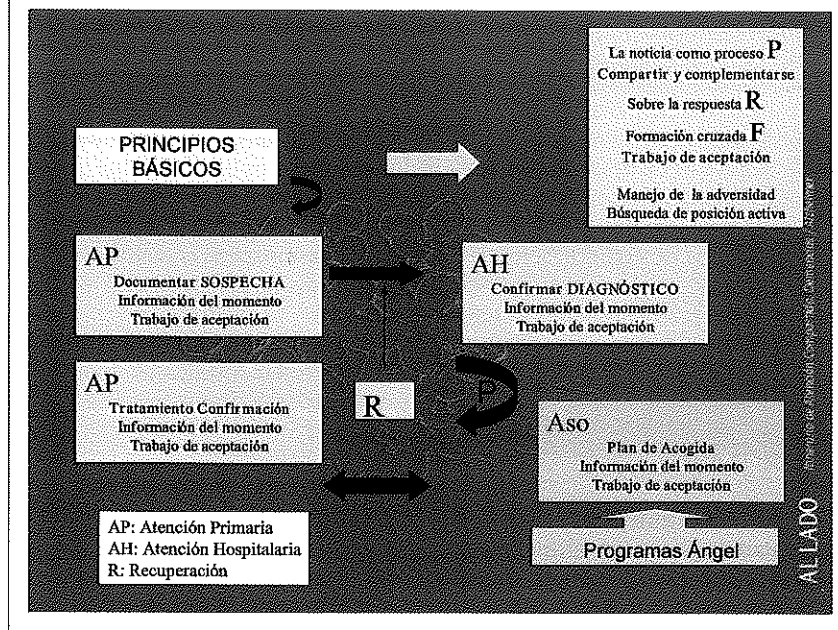 La noticia como proceso P
Compartir y complementarse
Sobre la respuesta R
Formación cruzada F
Trabajo de aceptación
Manejo de la adversidad
Búsqueda de posición activa
PRINCIPIOS
BÁSICOS
AP
Documentar SOSPECHA
Información del momento
Trabajo de aceptación
AH
Confirmar DIAGNÓSTICO
Información del momento
Trabajo de aceptación
AP
Tratamiento Confirmación
Información del momento
Trabajo de aceptación
R
P
Aso
Plan de Acogida
Información del momento
Trabajo de aceptación
Programas Ángel
AP: Atención Primaria
AH: Atención Hospitalaria
R: Recuperación
AL LADO